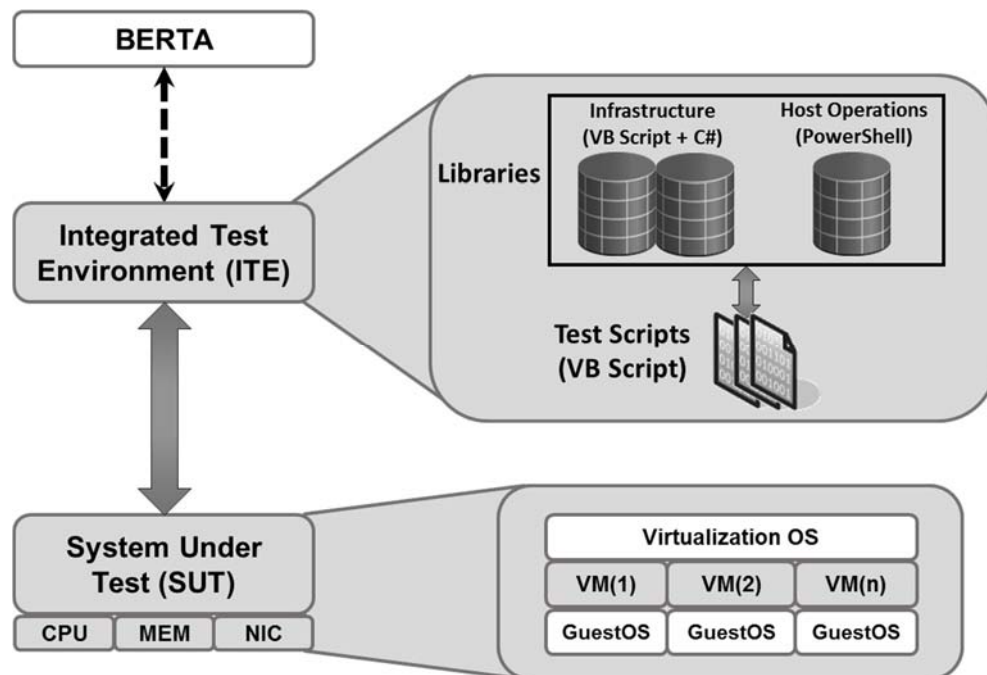 BERTA
Integrated Test
Environment (ITE)
Libraries
Infrastructure
(VB Script + C#)
Host Operations
(PowerShell)
Test Scripts
(VB Script)
System Under
Test (SUT)
CPU MEM NIC
Virtualization OS
VM(1) VM(2) VM(n)
GuestOS GuestOS GuestOS